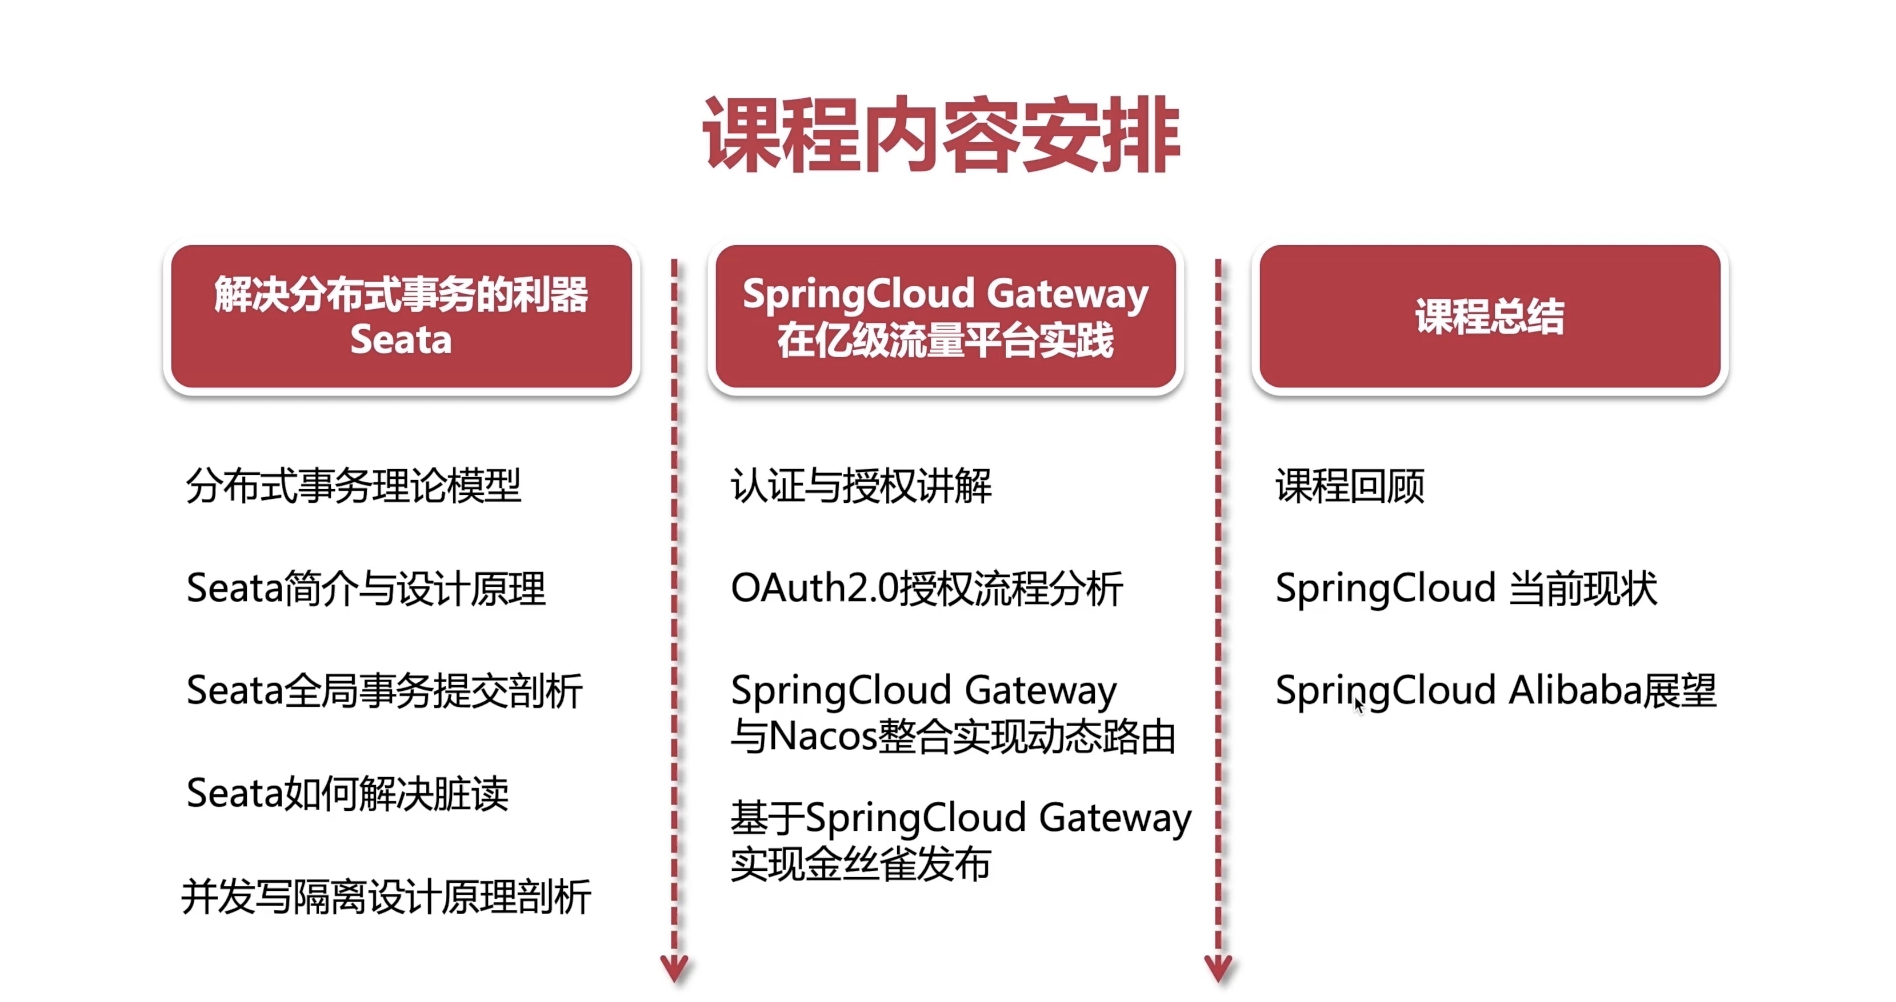 课程内容安排
解决分布式事务的利器
Seata
分布式事务理论模型
Seata简介与设计原理
Seata全局事务提交剖析
Seata如何解决脏读
并发写隔离设计原理剖析
SpringCloud Gateway
在亿级流量平台实践
认证与授权讲解
OAuth2.0授权流程分析
SpringCloud Gateway
与Nacos整合实现动态路由
基于SpringCloud Gateway
实现金丝雀发布
课程总结
课程回顾
SpringCloud 当前现状
SpringCloud Alibaba展望